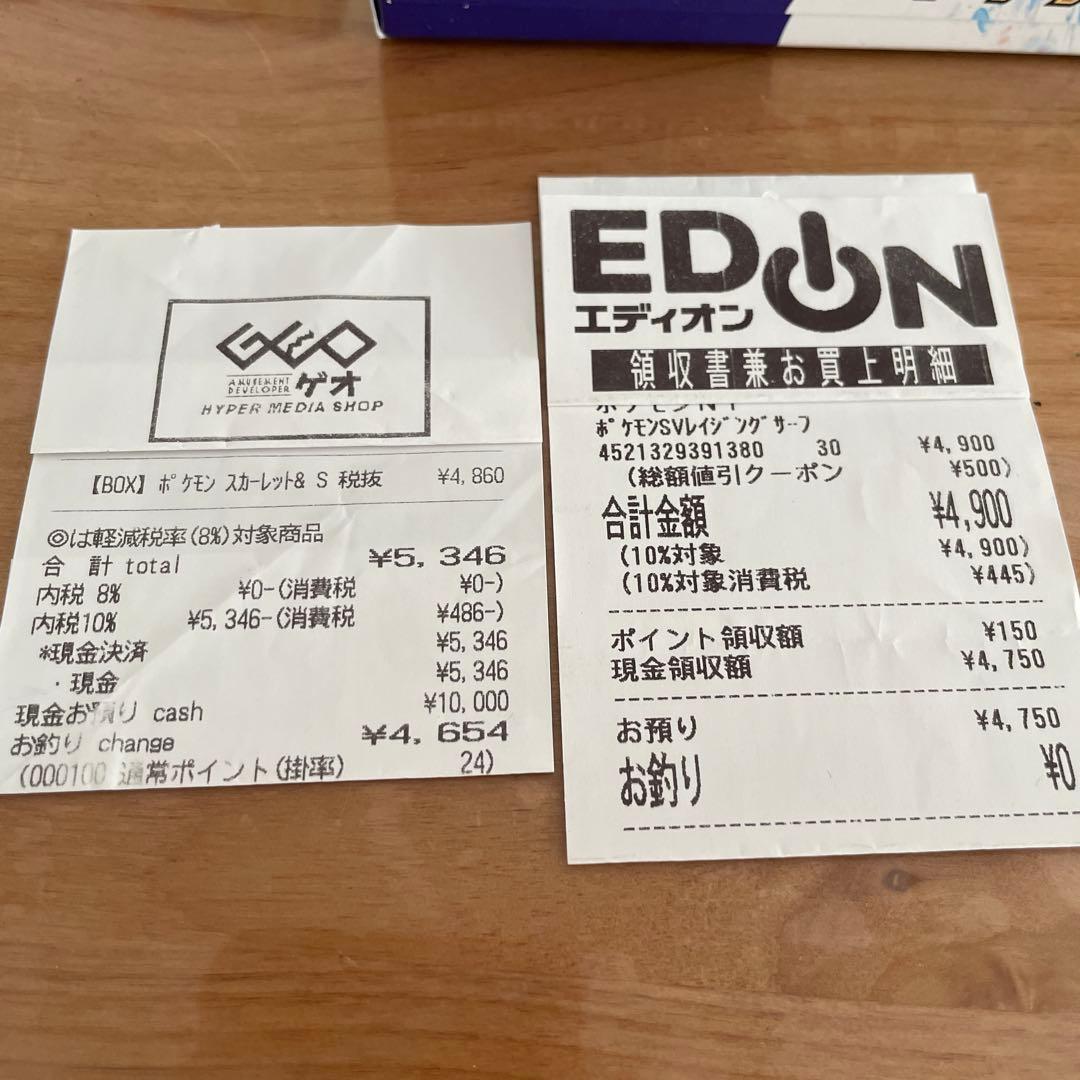 GEO
AMUSEMENT
DEVELOPER ゲオ
HYPER MEDIA SHOP
【BOX】ポケモン スカーレット& S 税抜 ¥4,860
◎は軽減税率(8%)対象商品
合 計 total ¥5,346
内税 8% ¥0-(消費税 ¥0-)
内税10% ¥5,346-(消費税 ¥486-)
*現金決済 ¥5,346
・現金 ¥5,346
現金お預り cash ¥10,000
お釣り change ¥4,654
(000100 通常ポイント(掛率) 24)
EDION
エディオン
領収書兼お買上明細
ポケモンSVレイジングサーフ
4521329391380 30 ¥4,900
(総額値引クーポン ¥500)
合計金額 ¥4,900
(10%対象 ¥4,900)
(10%対象消費税 ¥445)
ポイント領収額 ¥150
現金領収額 ¥4,750
お預り ¥4,750
お釣り ¥0